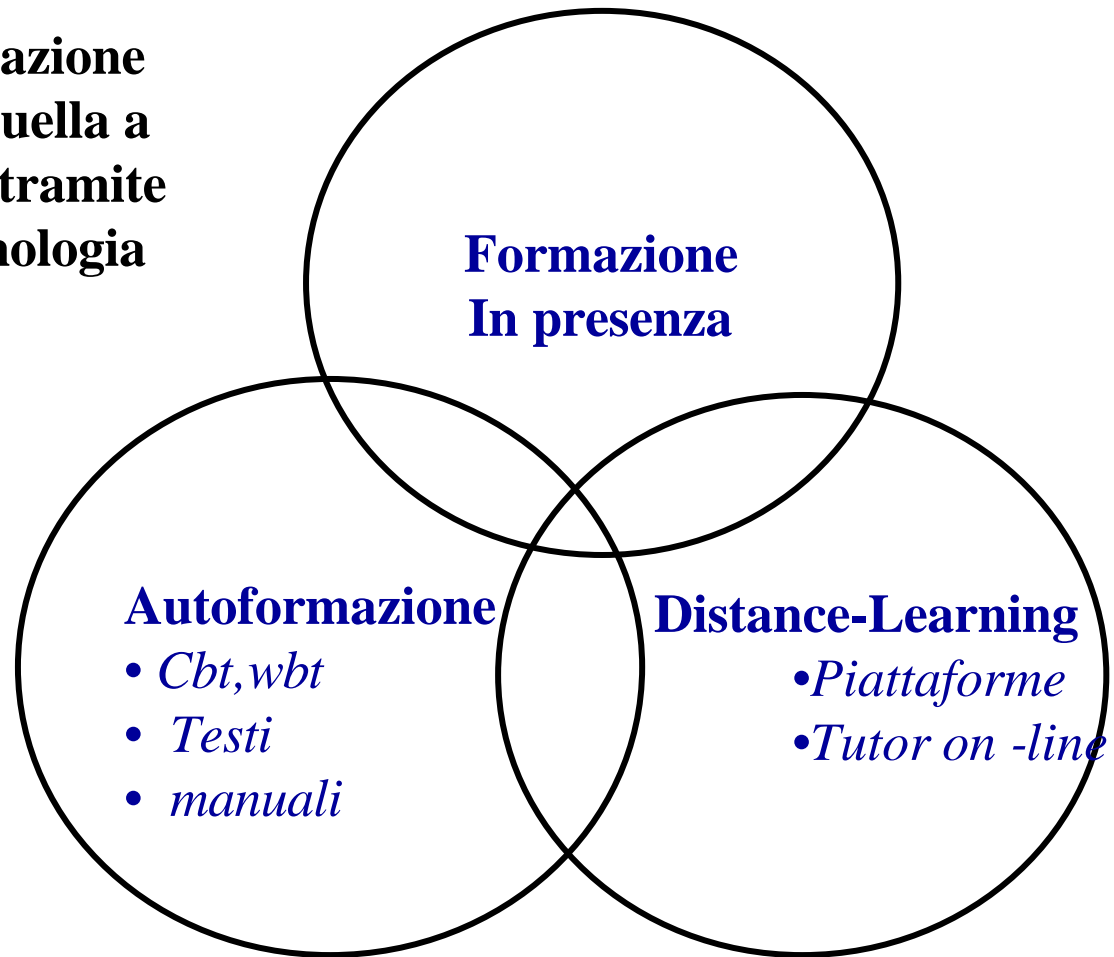 azione
uella a
tramite
nologia
Formazione
In presenza
Autoformazione
• Cbt,wbt
• Testi
• manuali
Distance-Learning
•Piattaforme
•Tutor on -line